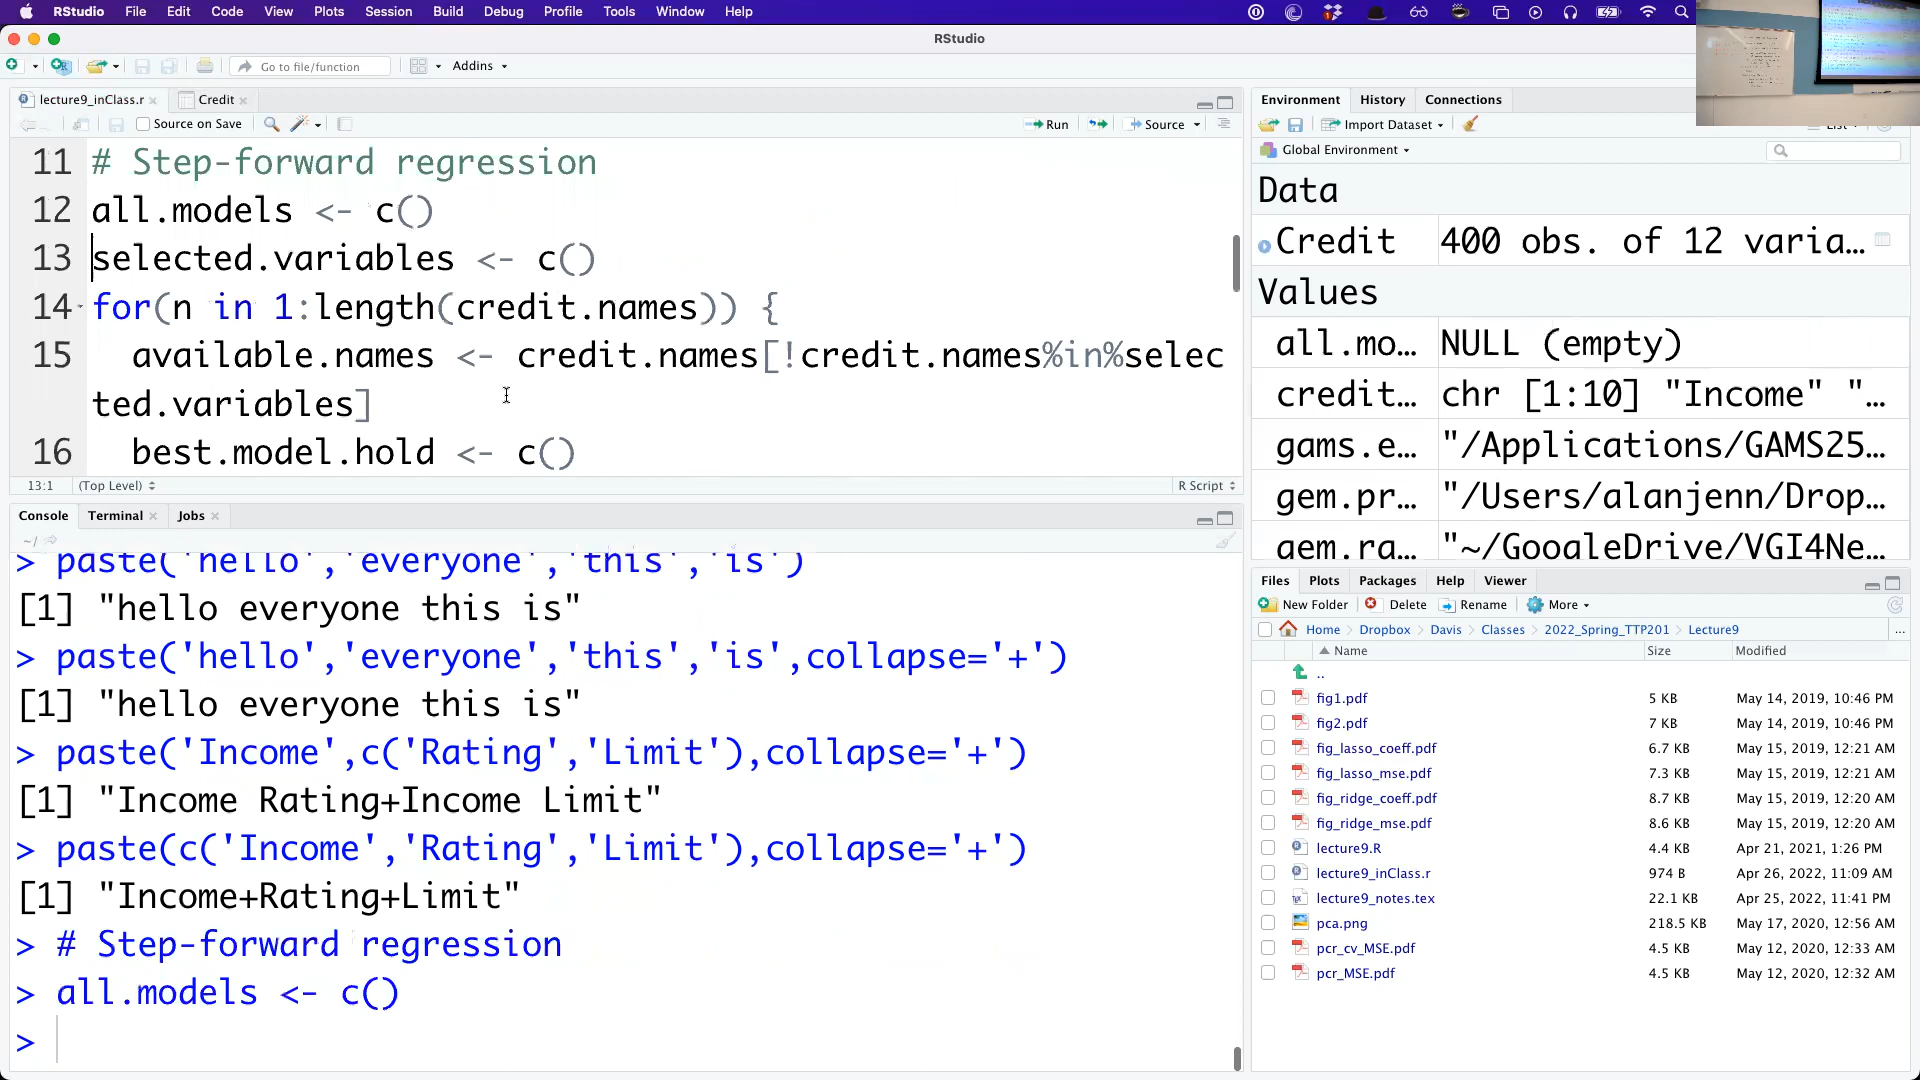 RStudio File Edit Code View Plots Session Build Debug Profile Tools Window Help
RStudio
Go to file/function Addins
lecture9_inClass.r Credit
Source on Save Run Source
11 # Step-forward regression
12 all.models <- c()
13 selected.variables <- c()
14 for(n in 1:length(credit.names)) {
15 available.names <- credit.names[!credit.names%in%selec
ted.variables]
16 best.model.hold <- c()
13:1 (Top Level) R Script
Console Terminal Jobs
~/
> paste('hello','everyone','this','is')
[1] "hello everyone this is"
> paste('hello','everyone','this','is',collapse='+')
[1] "hello everyone this is"
> paste('Income',c('Rating','Limit'),collapse='+')
[1] "Income Rating+Income Limit"
> paste(c('Income','Rating','Limit'),collapse='+')
[1] "Income+Rating+Limit"
> # Step-forward regression
> all.models <- c()
>
Environment History Connections
Import Dataset List
Global Environment
Data
Credit 400 obs. of 12 varia…
Values
all.mo… NULL (empty)
credit… chr [1:10] "Income" "…
gams.e… "/Applications/GAMS25…
gem.pr… "/Users/alanjenn/Drop…
gem.ra… "~/GoogleDrive/VGI4Ne…
Files Plots Packages Help Viewer
New Folder Delete Rename More
Home Dropbox Davis Classes 2022_Spring_TTP201 Lecture9 ...
Name Size Modified
..
fig1.pdf 5 KB May 14, 2019, 10:46 PM
fig2.pdf 7 KB May 14, 2019, 10:46 PM
fig_lasso_coeff.pdf 6.7 KB May 15, 2019, 12:21 AM
fig_lasso_mse.pdf 7.3 KB May 15, 2019, 12:21 AM
fig_ridge_coeff.pdf 8.7 KB May 15, 2019, 12:20 AM
fig_ridge_mse.pdf 8.6 KB May 15, 2019, 12:20 AM
lecture9.R 4.4 KB Apr 21, 2021, 1:26 PM
lecture9_inClass.r 974 B Apr 26, 2022, 11:09 AM
lecture9_notes.tex 22.1 KB Apr 25, 2022, 11:41 PM
pca.png 218.5 KB May 17, 2020, 12:56 AM
pcr_cv_MSE.pdf 4.5 KB May 12, 2020, 12:33 AM
pcr_MSE.pdf 4.5 KB May 12, 2020, 12:32 AM